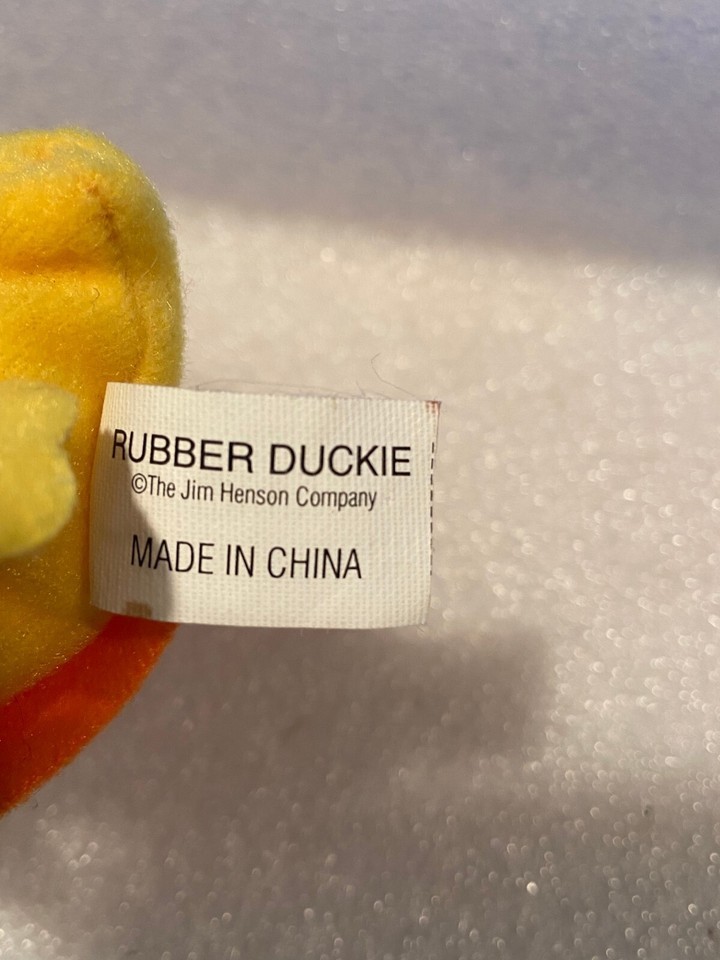 RUBBER DUCKIE
©The Jim Henson Company
MADE IN CHINA